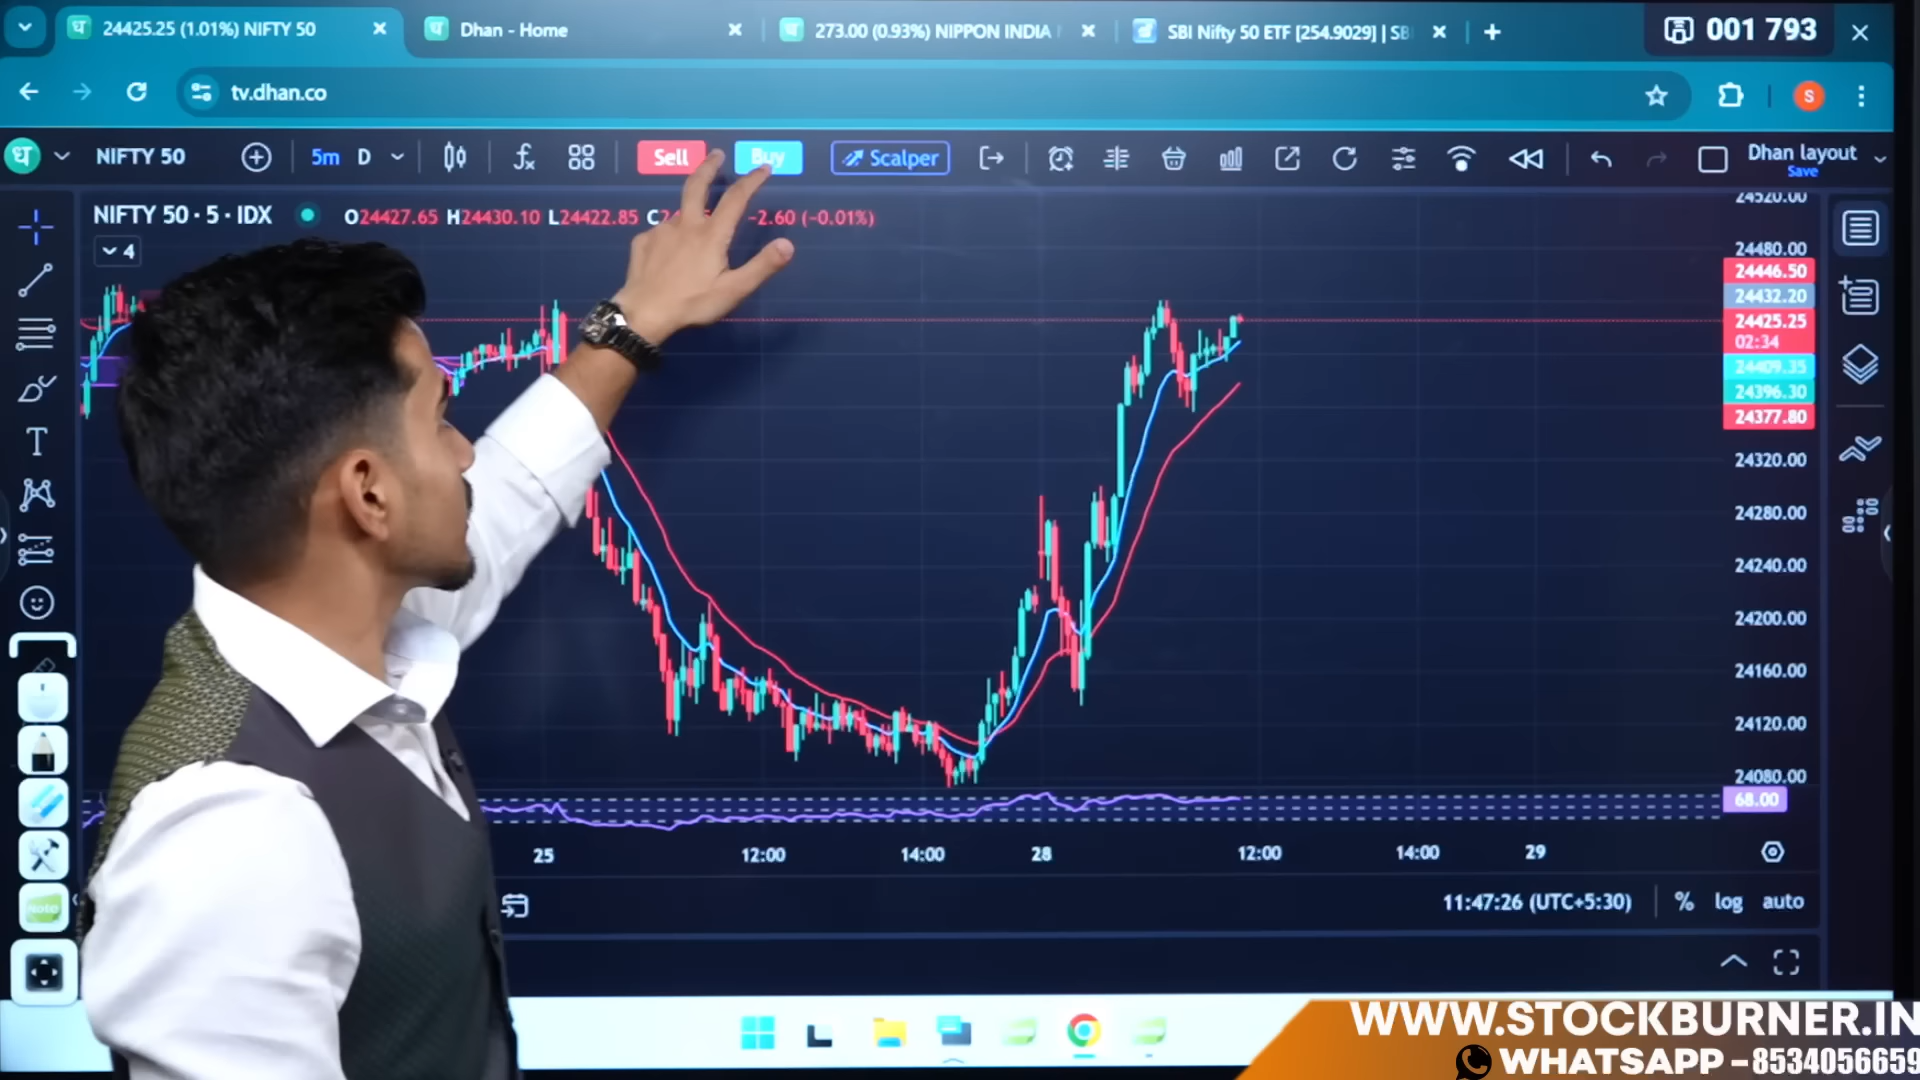 24425.25 (1.01%) NIFTY 50
Dhan - Home
273.00 (0.93%) NIPPON INDIA
SBI Nifty 50 ETF [254.9029] | SB
001 793
tv.dhan.co
S
ध
NIFTY 50
5m
D
Sell
Buy
Scalper
Dhan layout
Save
NIFTY 50 · 5 · IDX
O24427.65 H24430.10 L24422.85 C
-2.60 (-0.01%)
4
24520.00
24480.00
24446.50
24432.20
24425.25
02:34
24409.35
24396.30
24377.80
24320.00
24280.00
24240.00
24200.00
24160.00
24120.00
24080.00
68.00
25
12:00
14:00
28
12:00
14:00
29
11:47:26 (UTC+5:30)
%
log
auto
Note
WWW.STOCKBURNER.IN
WHATSAPP - 8534056659